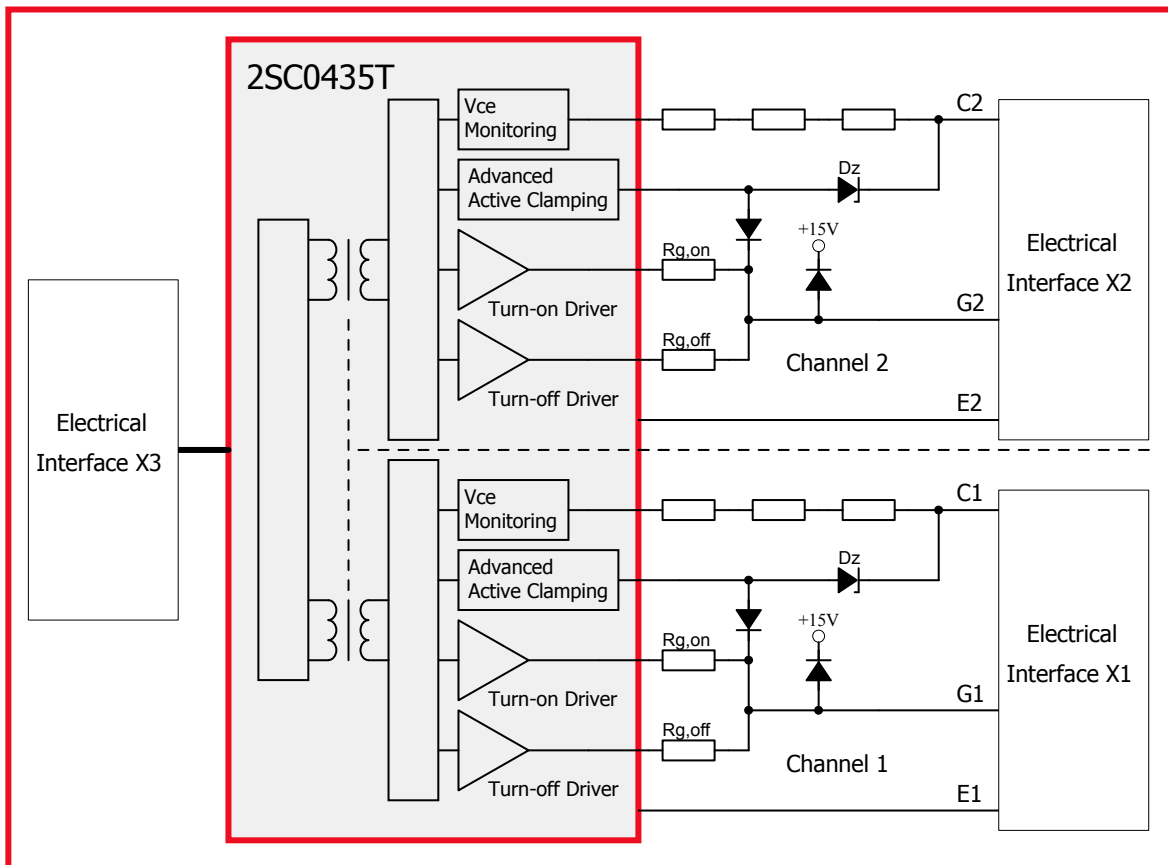 2SC0435T
Vce
Monitoring
C2
Advanced
Active Clamping
Dz
+15V
Rg,on
Turn-on Driver
Electrical
Interface X2
G2
Rg,off
Channel 2
Turn-off Driver
E2
Electrical
Interface X3
Vce
Monitoring
C1
Advanced
Active Clamping
Dz
+15V
Rg,on
Turn-on Driver
Electrical
Interface X1
G1
Rg,off
Channel 1
Turn-off Driver
E1